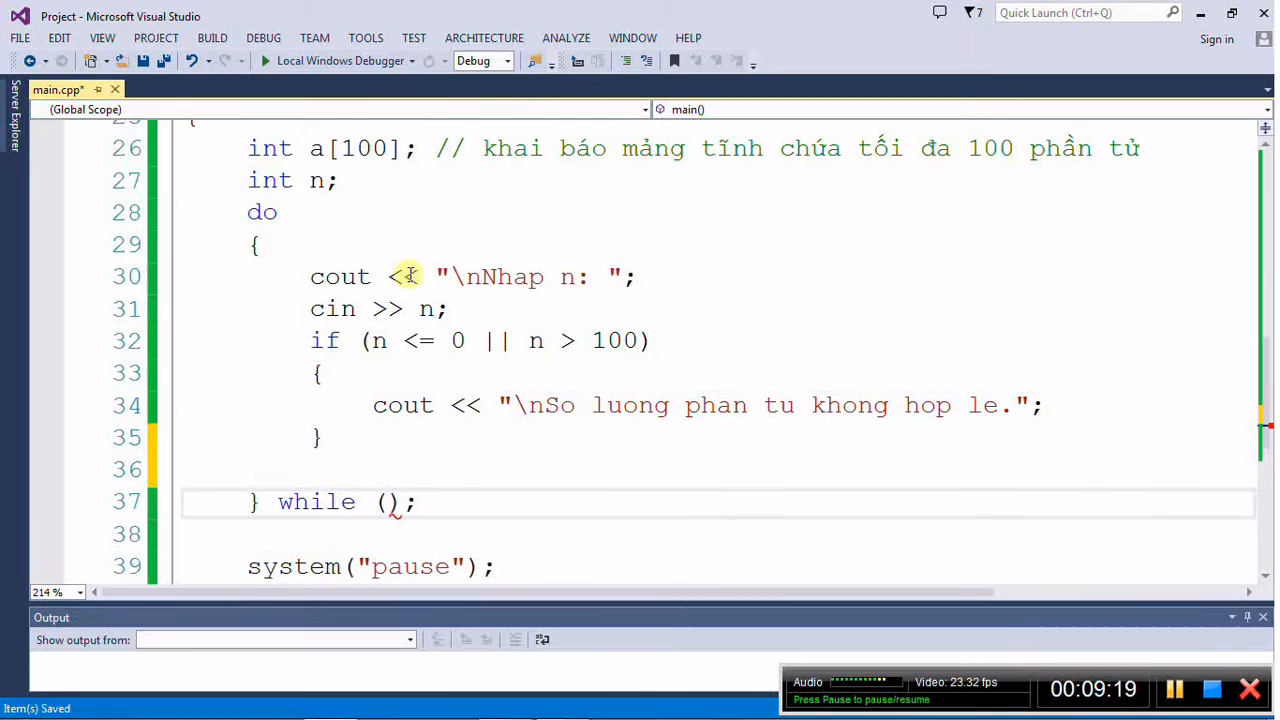 Project - Microsoft Visual Studio
7
Quick Launch (Ctrl+Q)
FILE EDIT VIEW PROJECT BUILD DEBUG TEAM TOOLS TEST ARCHITECTURE ANALYZE WINDOW HELP
Sign in
Local Windows Debugger
Debug
Server Explorer
main.cpp*
(Global Scope)
main()
25 {
26 int a[100]; // khai báo mảng tĩnh chứa tối đa 100 phần tử
27 int n;
28 do
29 {
30 cout << "\nNhap n: ";
31 cin >> n;
32 if (n <= 0 || n > 100)
33 {
34 cout << "\nSo luong phan tu khong hop le.";
35 }
36
37 } while ();
38
39 system("pause");
214 %
Output
Show output from:
Audio
Video: 23.32 fps
Press Pause to pause/resume
00:09:19
Item(s) Saved